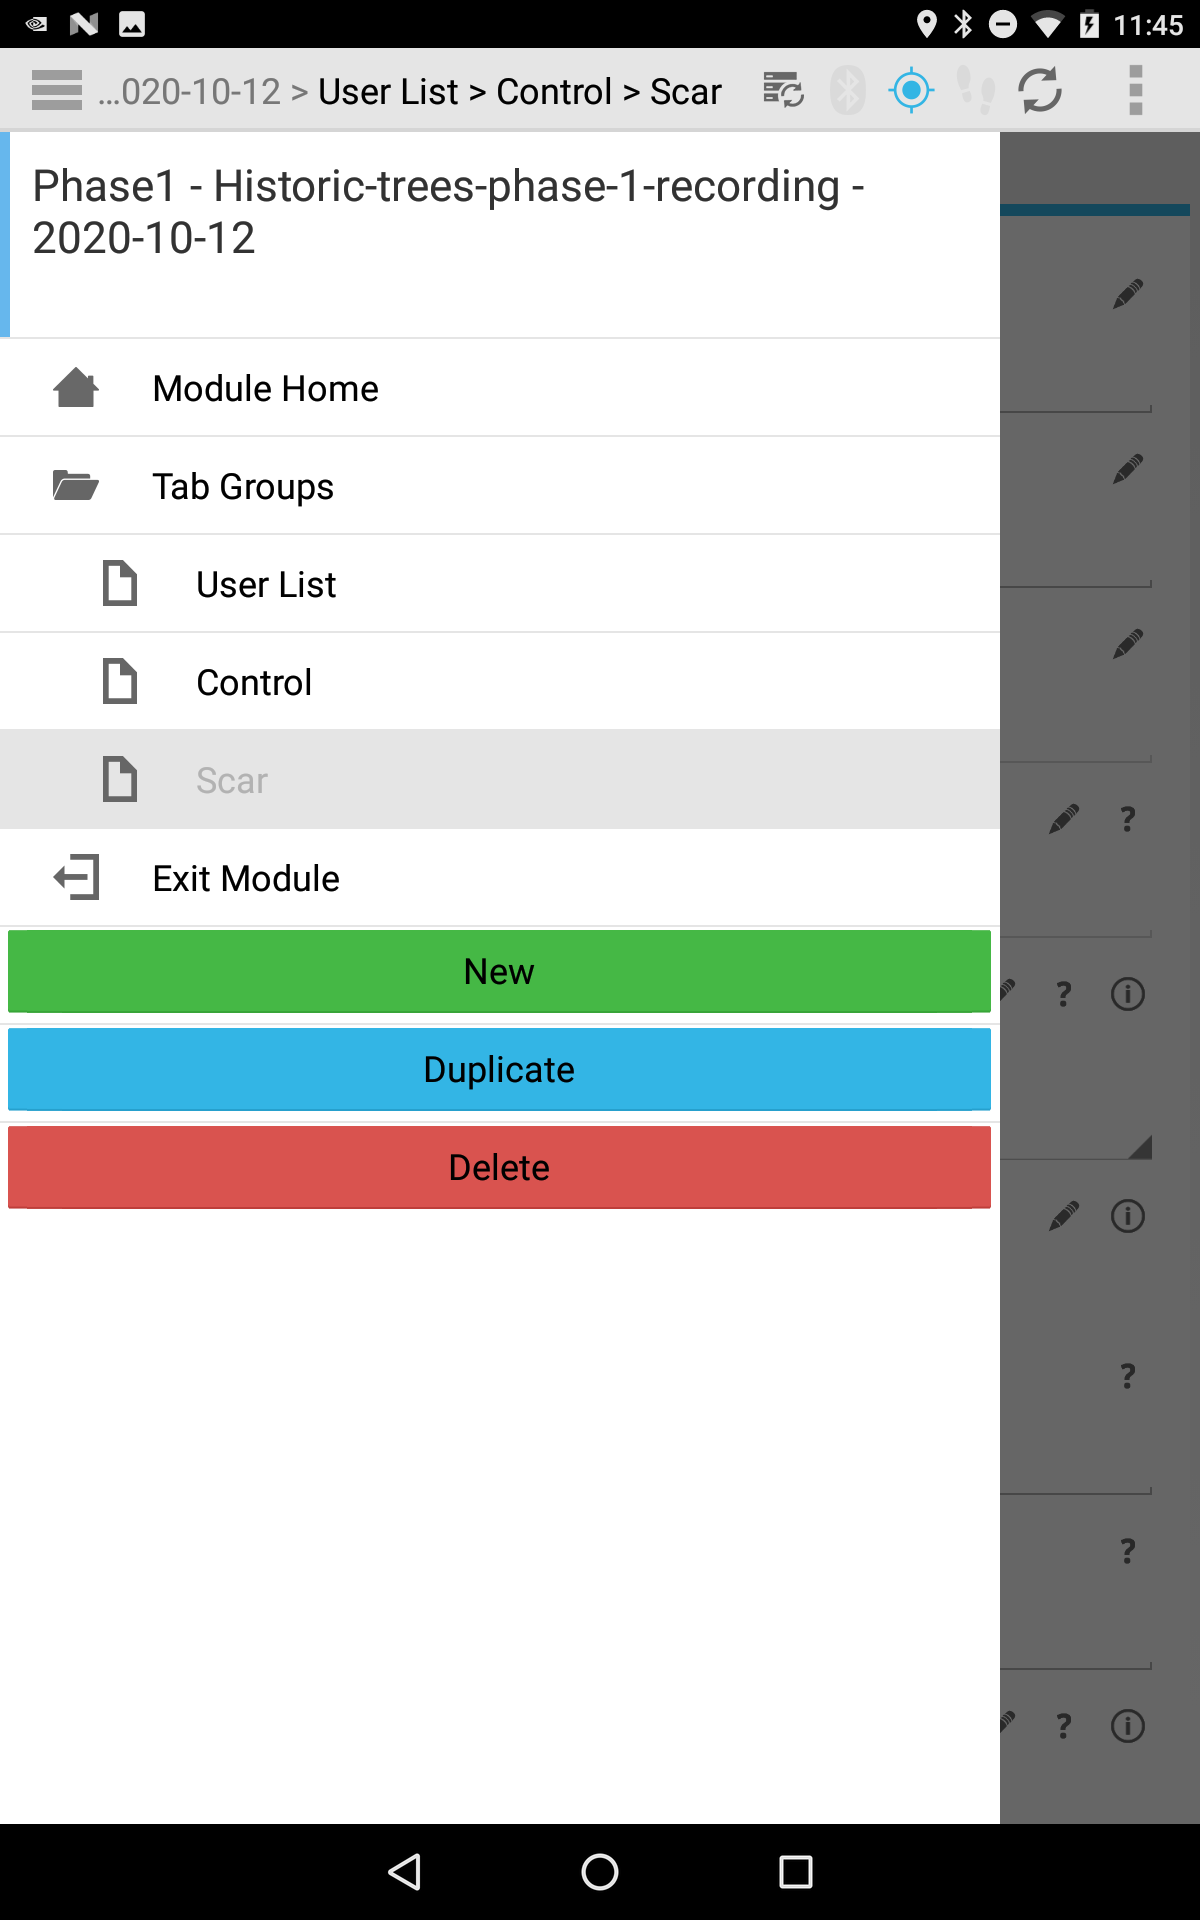 11:45
...020-10-12 > User List > Control > Scar
Phase1 - Historic-trees-phase-1-recording -
2020-10-12
Module Home
Tab Groups
User List
Control
Scar
Exit Module
New
Duplicate
Delete
?
?
?
?
?